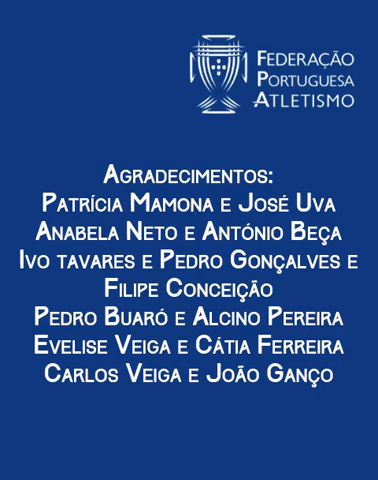 Federação
Portuguesa
Atletismo
Agradecimentos:
Patrícia Mamona e José Uva
Anabela Neto e António Beça
Ivo tavares e Pedro Gonçalves e
Filipe Conceição
Pedro Buaró e Alcino Pereira
Evelise Veiga e Cátia Ferreira
Carlos Veiga e João Ganço